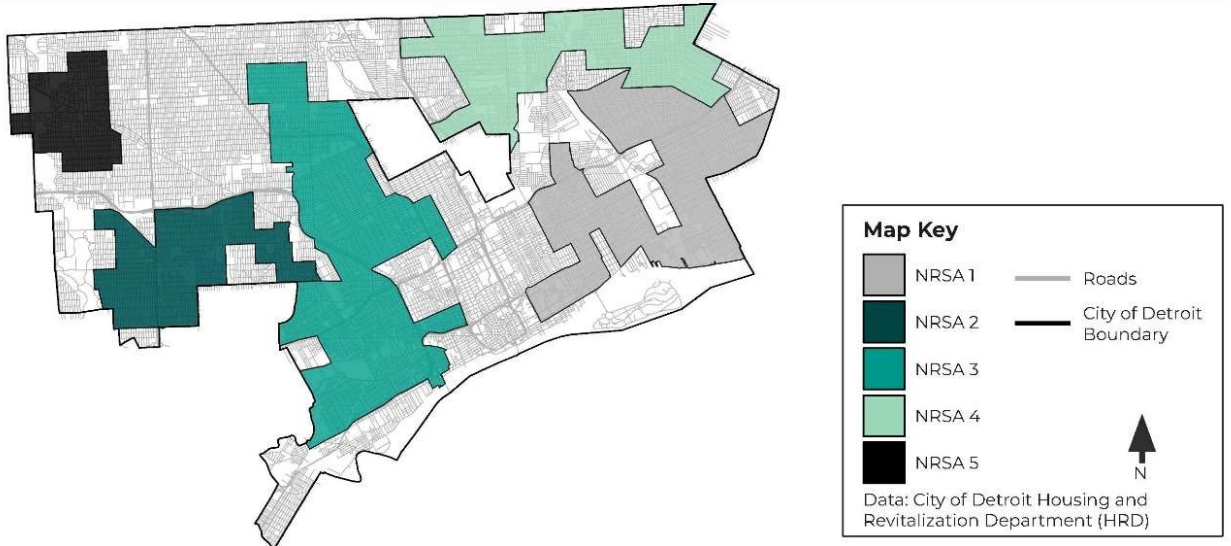 Map Key
NRSA 1
Roads
NRSA 2
City of Detroit
Boundary
NRSA 3
NRSA 4
NRSA 5
N
Data: City of Detroit Housing and
Revitalization Department (HRD)